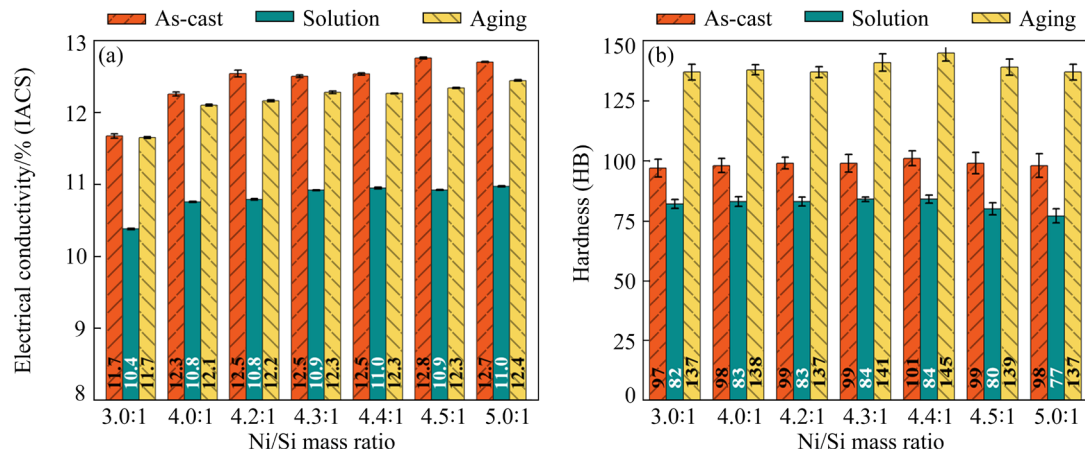 As-cast Solution Aging
(a)
Electrical conductivity/% (IACS)
13
12
11
10
9
8
11.7 10.4 11.7 12.3 10.8 12.1 12.5 10.8 12.2 12.5 10.9 12.3 12.5 11.0 12.3 12.8 10.9 12.3 12.7 11.0 12.4
3.0:1 4.0:1 4.2:1 4.3:1 4.4:1 4.5:1 5.0:1
Ni/Si mass ratio
As-cast Solution Aging
(b)
Hardness (HB)
150
125
100
75
50
25
0
97 82 137 98 83 138 99 83 137 99 84 141 101 84 145 99 80 139 98 77 137
3.0:1 4.0:1 4.2:1 4.3:1 4.4:1 4.5:1 5.0:1
Ni/Si mass ratio